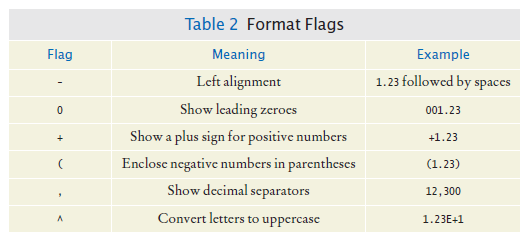 Table 2 Format Flags
Flag Meaning Example
- Left alignment 1.23 followed by spaces
0 Show leading zeroes 001.23
+ Show a plus sign for positive numbers +1.23
( Enclose negative numbers in parentheses (1.23)
, Show decimal separators 12,300
^ Convert letters to uppercase 1.23E+1